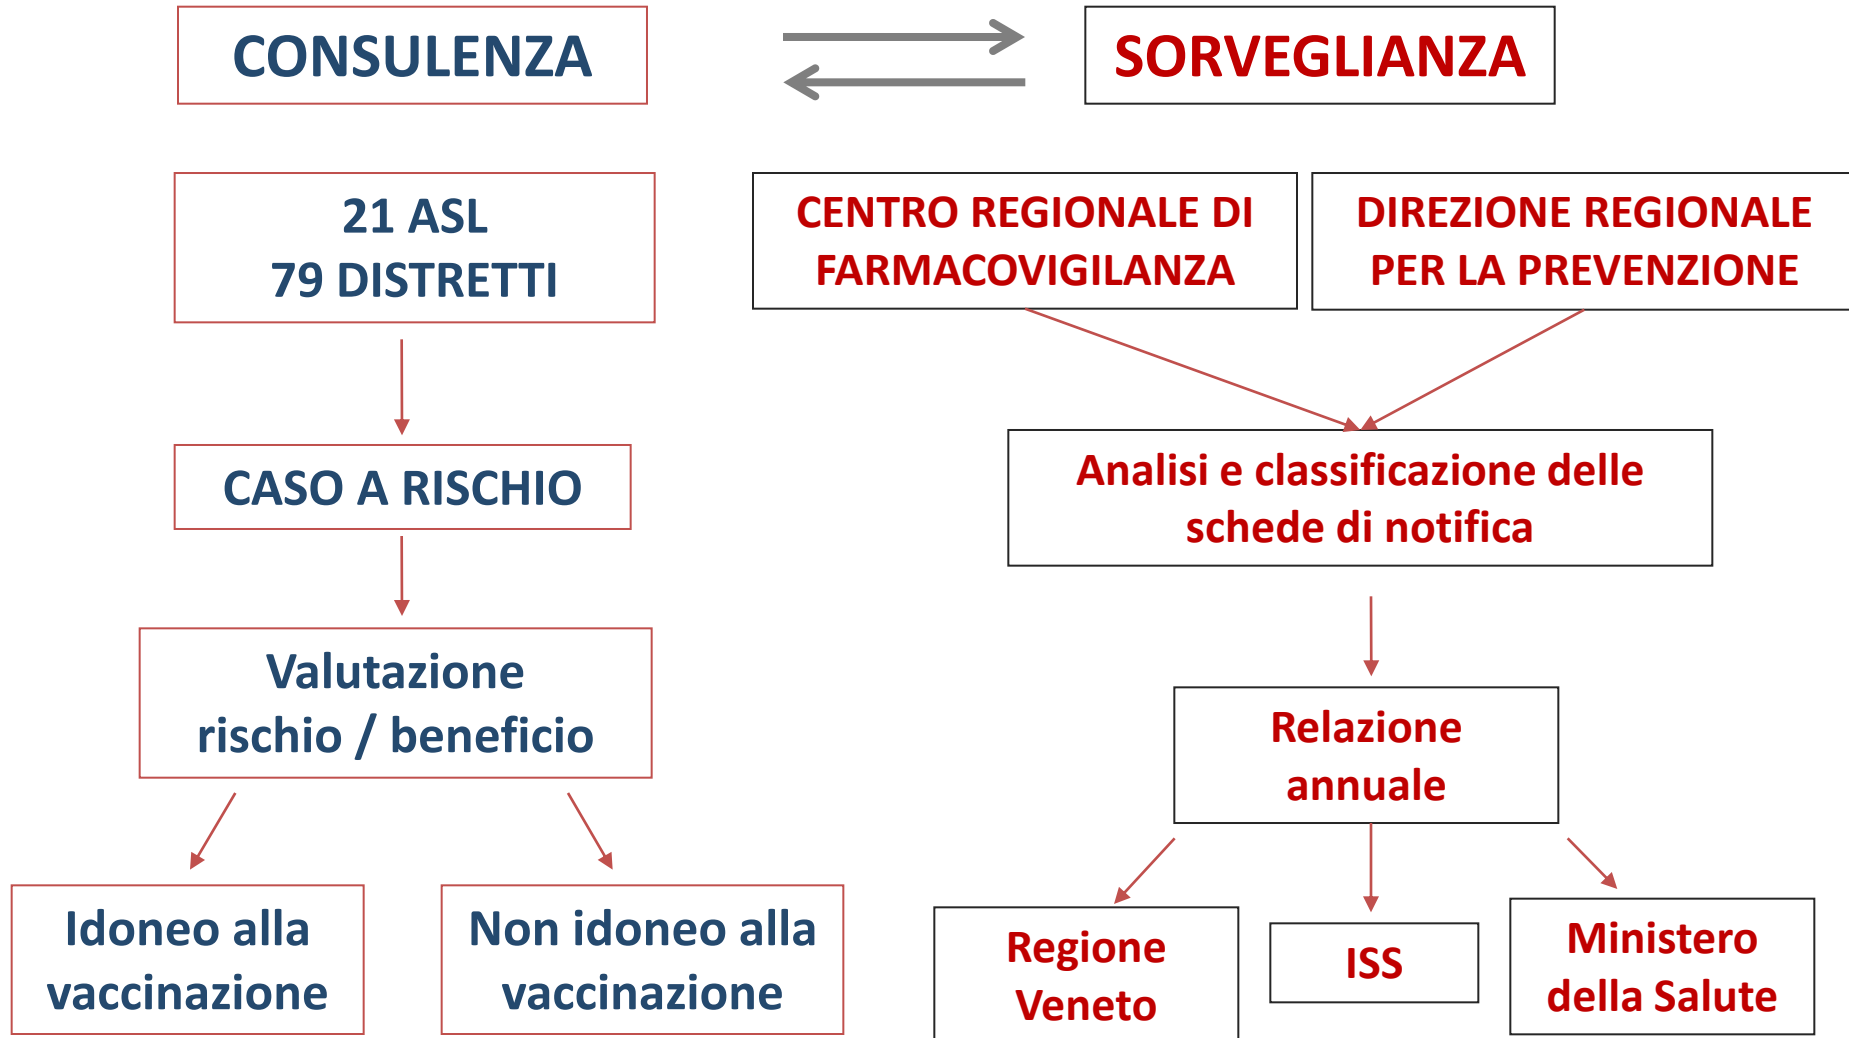 CONSULENZA
SORVEGLIANZA
21 ASL
79 DISTRETTI
CENTRO REGIONALE DI
FARMACOVIGILANZA
DIREZIONE REGIONALE
PER LA PREVENZIONE
CASO A RISCHIO
Analisi e classificazione delle
schede di notifica
Valutazione
rischio / beneficio
Relazione
annuale
Idoneo alla
vaccinazione
Non idoneo alla
vaccinazione
Regione
Veneto
ISS
Ministero
della Salute